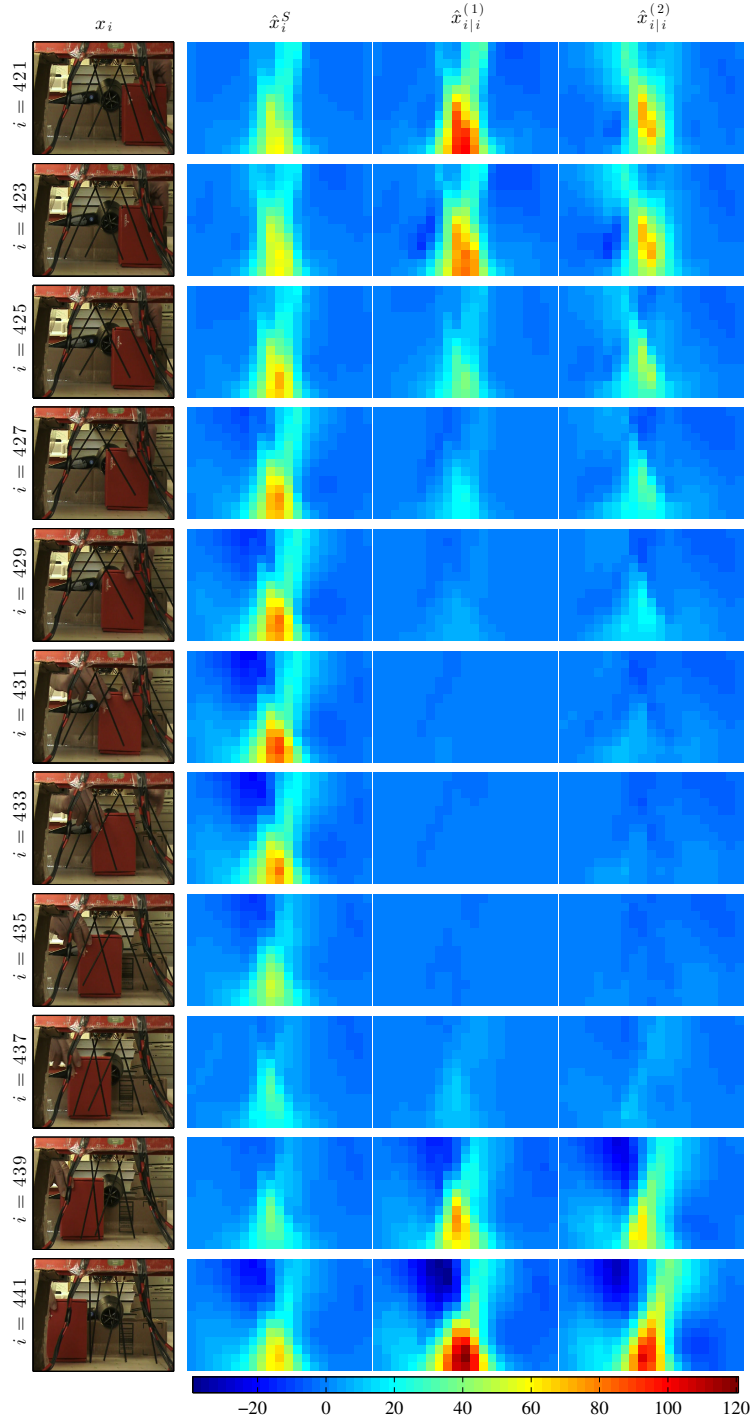 x_i x̂_i^S x̂_{i|i}^{(1)} x̂_{i|i}^{(2)}
i = 421
i = 423
i = 425
i = 427
i = 429
i = 431
i = 433
i = 435
i = 437
i = 439
i = 441
−20 0 20 40 60 80 100 120